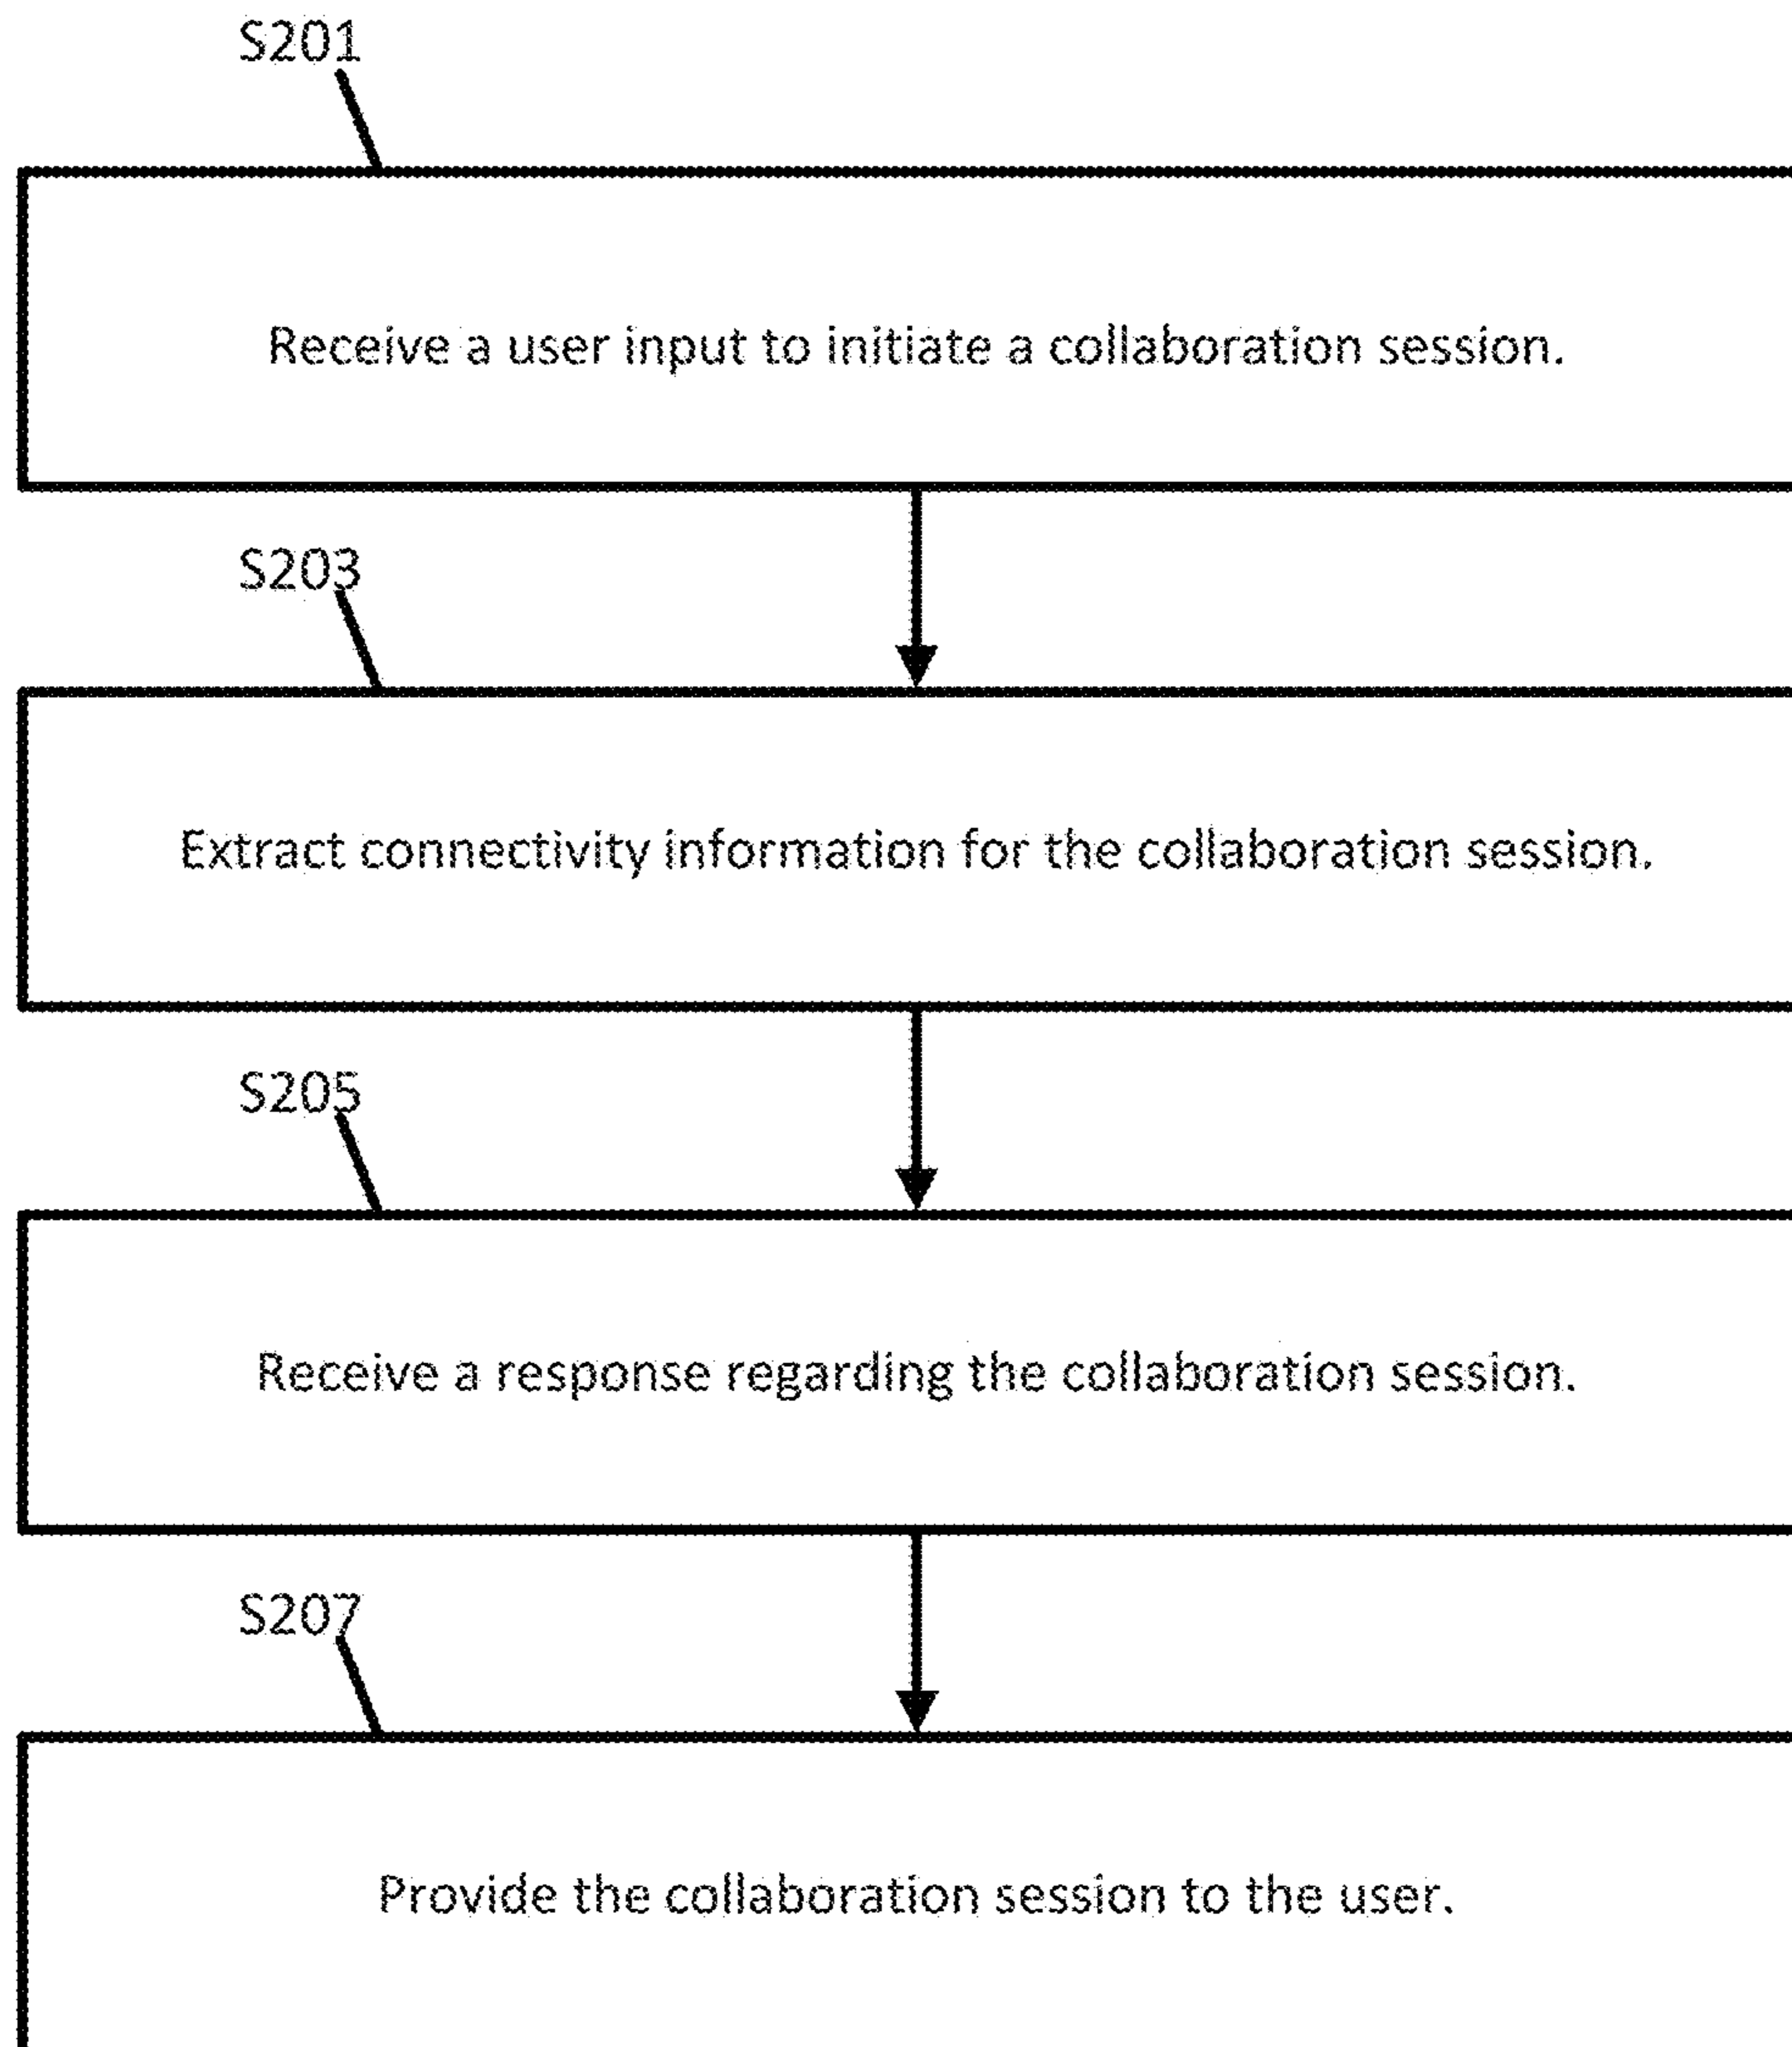 S201
Receive a user input to initiate a collaboration session.
S203
Extract connectivity information for the collaboration session.
S205
Receive a response regarding the collaboration session.
S207
Provide the collaboration session to the user.